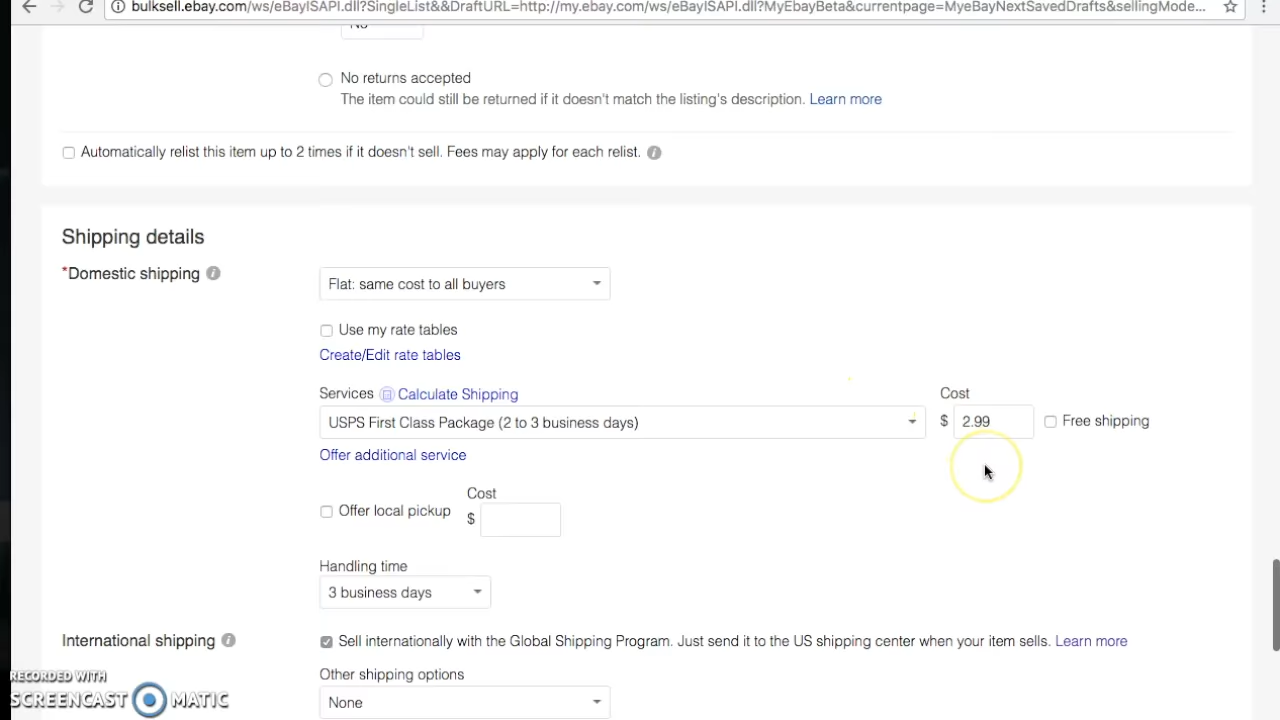 bulksell.ebay.com/ws/eBayISAPI.dll?SingleList&&DraftURL=http://my.ebay.com/ws/eBayISAPI.dll?MyEbayBeta&currentpage=MyeBayNextSavedDrafts&sellingMode...
No returns accepted
The item could still be returned if it doesn't match the listing's description. Learn more
Automatically relist this item up to 2 times if it doesn't sell. Fees may apply for each relist.
Shipping details
*Domestic shipping
Flat: same cost to all buyers
Use my rate tables
Create/Edit rate tables
Services Calculate Shipping Cost
USPS First Class Package (2 to 3 business days) $ 2.99 Free shipping
Offer additional service
Cost
Offer local pickup $
Handling time
3 business days
International shipping Sell internationally with the Global Shipping Program. Just send it to the US shipping center when your item sells. Learn more
Other shipping options
None
RECORDED WITH
SCREENCAST MATIC